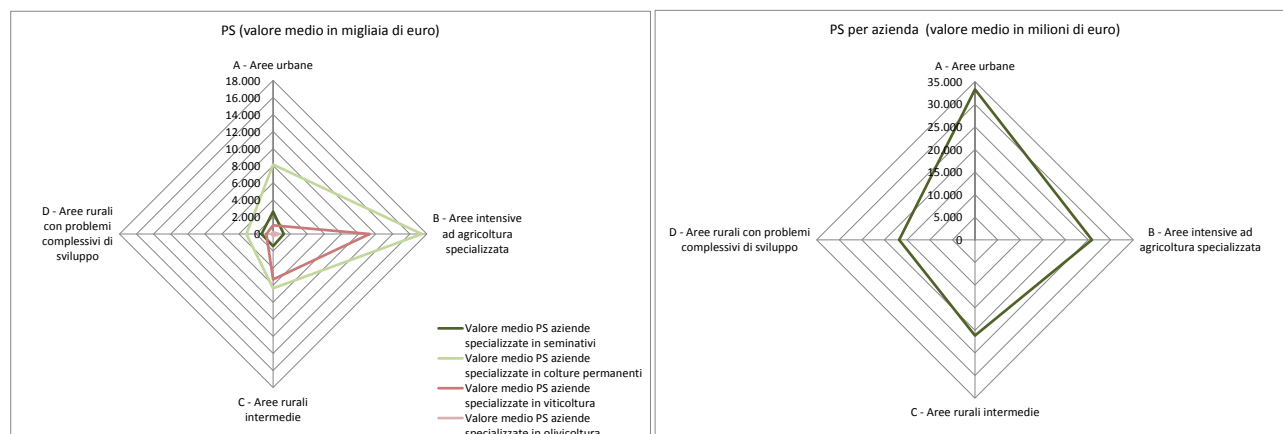 PS (valore medio in migliaia di euro)
A - Aree urbane
18.000
16.000
14.000
12.000
10.000
8.000
6.000
4.000
2.000
0
D - Aree rurali
con problemi
complessivi di
sviluppo
B - Aree intensive
ad agricoltura
specializzata
C - Aree rurali
intermedie
Valore medio PS aziende
specializzate in seminativi
Valore medio PS aziende
specializzate in colture permanenti
Valore medio PS aziende
specializzate in viticoltura
Valore medio PS aziende
specializzate in olivicoltura
PS per azienda (valore medio in milioni di euro)
A - Aree urbane
35.000
30.000
25.000
20.000
15.000
10.000
5.000
0
D - Aree rurali con problemi
complessivi di sviluppo
B - Aree intensive ad
agricoltura specializzata
C - Aree rurali intermedie